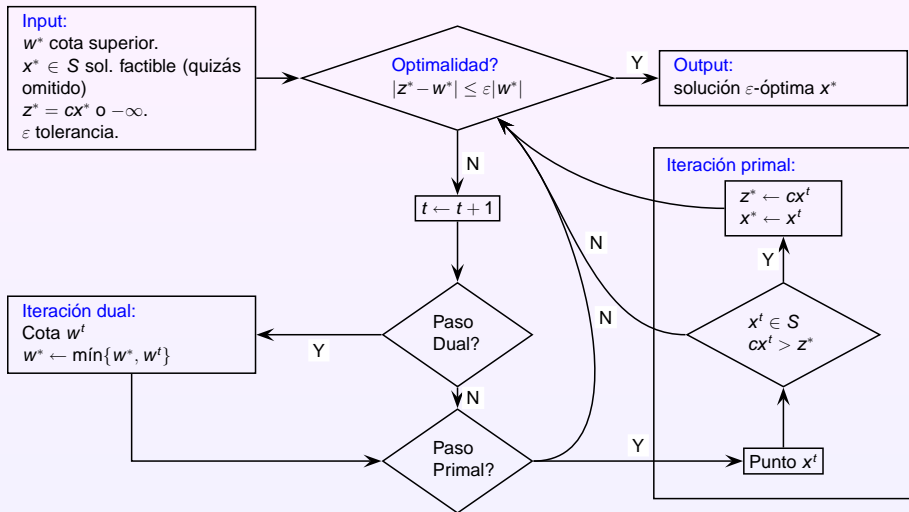 Input:
w* cota superior.
x* ∈ S sol. factible (quizás
omitido)
z* = cx* o −∞.
ε tolerancia.
Optimalidad?
|z* − w*| ≤ ε|w*|
Y
Output:
solución ε-óptima x*
N
t ← t + 1
Iteración primal:
z* ← cx^t
x* ← x^t
Y
N
Iteración dual:
Cota w^t
w* ← mín{w*, w^t}
Y
Paso
Dual?
N
x^t ∈ S
cx^t > z*
N
Paso
Primal?
Y
Punto x^t